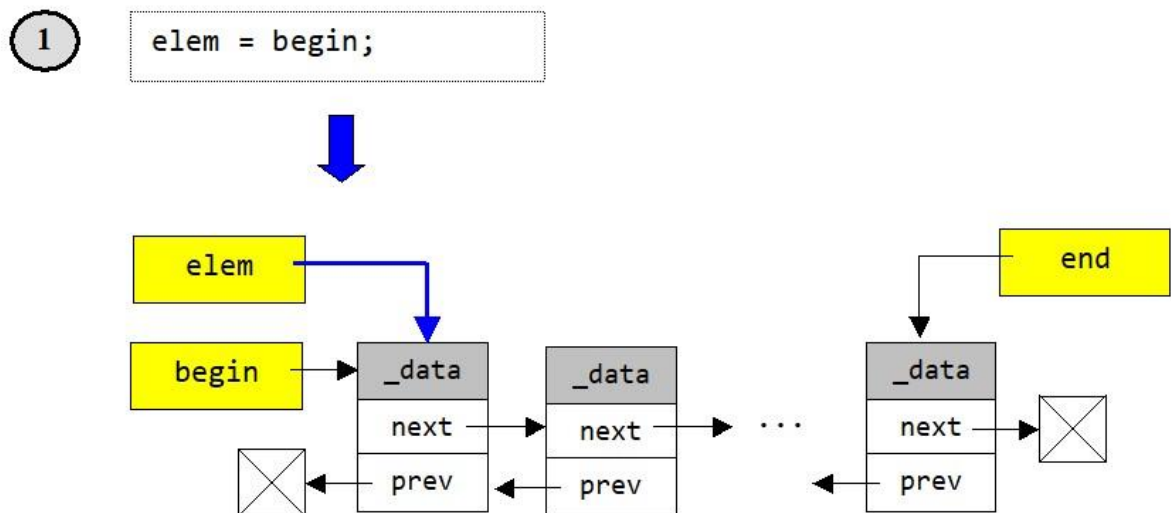 1
elem = begin;
elem
end
begin
_data
_data
_data
next
next
...
next
prev
prev
prev